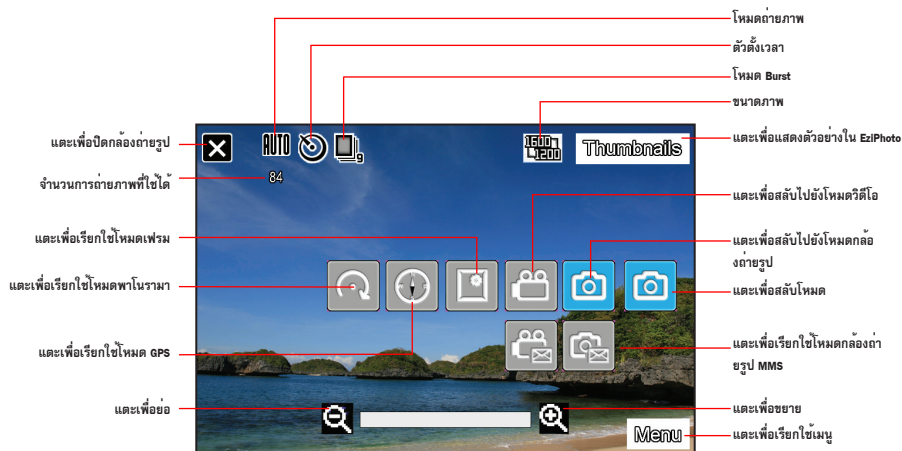 โหมดถ่ายภาพ
ตัวตั้งเวลา
โหมด Burst
ขนาดภาพ
แตะเพื่อปิดกล้องถ่ายรูป
AUTO
9
1600
1200
Thumbnails
แตะเพื่อแสดงตัวอย่างใน EzIPhoto
จำนวนการถ่ายภาพที่ใช้ได้
84
แตะเพื่อสลับไปยังโหมดวิดีโอ
แตะเพื่อเรียกใช้โหมดเฟรม
แตะเพื่อสลับไปยังโหมดกล้อ
งถ่ายรูป
แตะเพื่อเรียกใช้โหมดพาโนรามา
แตะเพื่อสลับโหมด
แตะเพื่อเรียกใช้โหมด GPS
แตะเพื่อเรียกใช้โหมดกล้องถ่า
ยรูป MMS
แตะเพื่อย่อ
แตะเพื่อขยาย
Menu
แตะเพื่อเรียกใช้เมนู